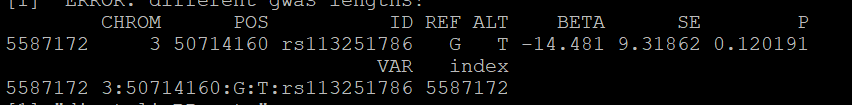 [1] "ERROR: different gwas lengths!"
CHROM POS ID REF ALT BETA SE P
5587172 3 50714160 rs113251786 G T -14.481 9.31862 0.120191
VAR index
5587172 3:50714160:G:T:rs113251786 5587172